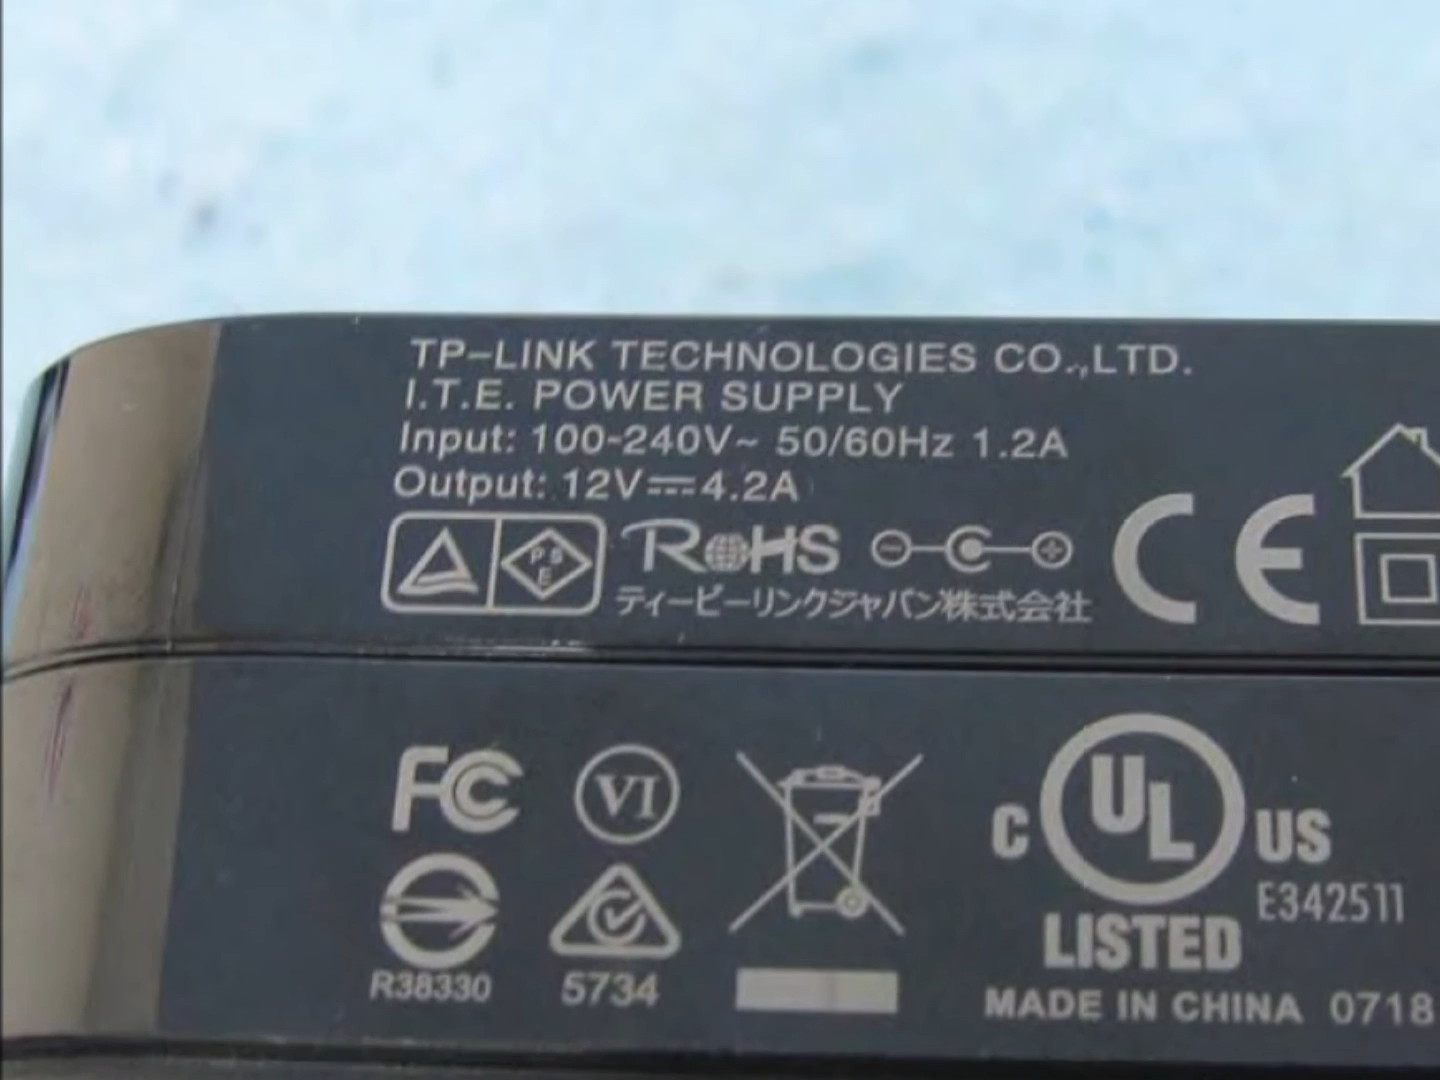 TP-LINK TECHNOLOGIES CO.,LTD.
I.T.E. POWER SUPPLY
Input: 100-240V~ 50/60Hz 1.2A
Output: 12V⎓4.2A
PSE RoHS CE
ティーピーリンクジャパン株式会社
FC VI
C UL US
E342511
LISTED
R38330 5734
MADE IN CHINA 0718